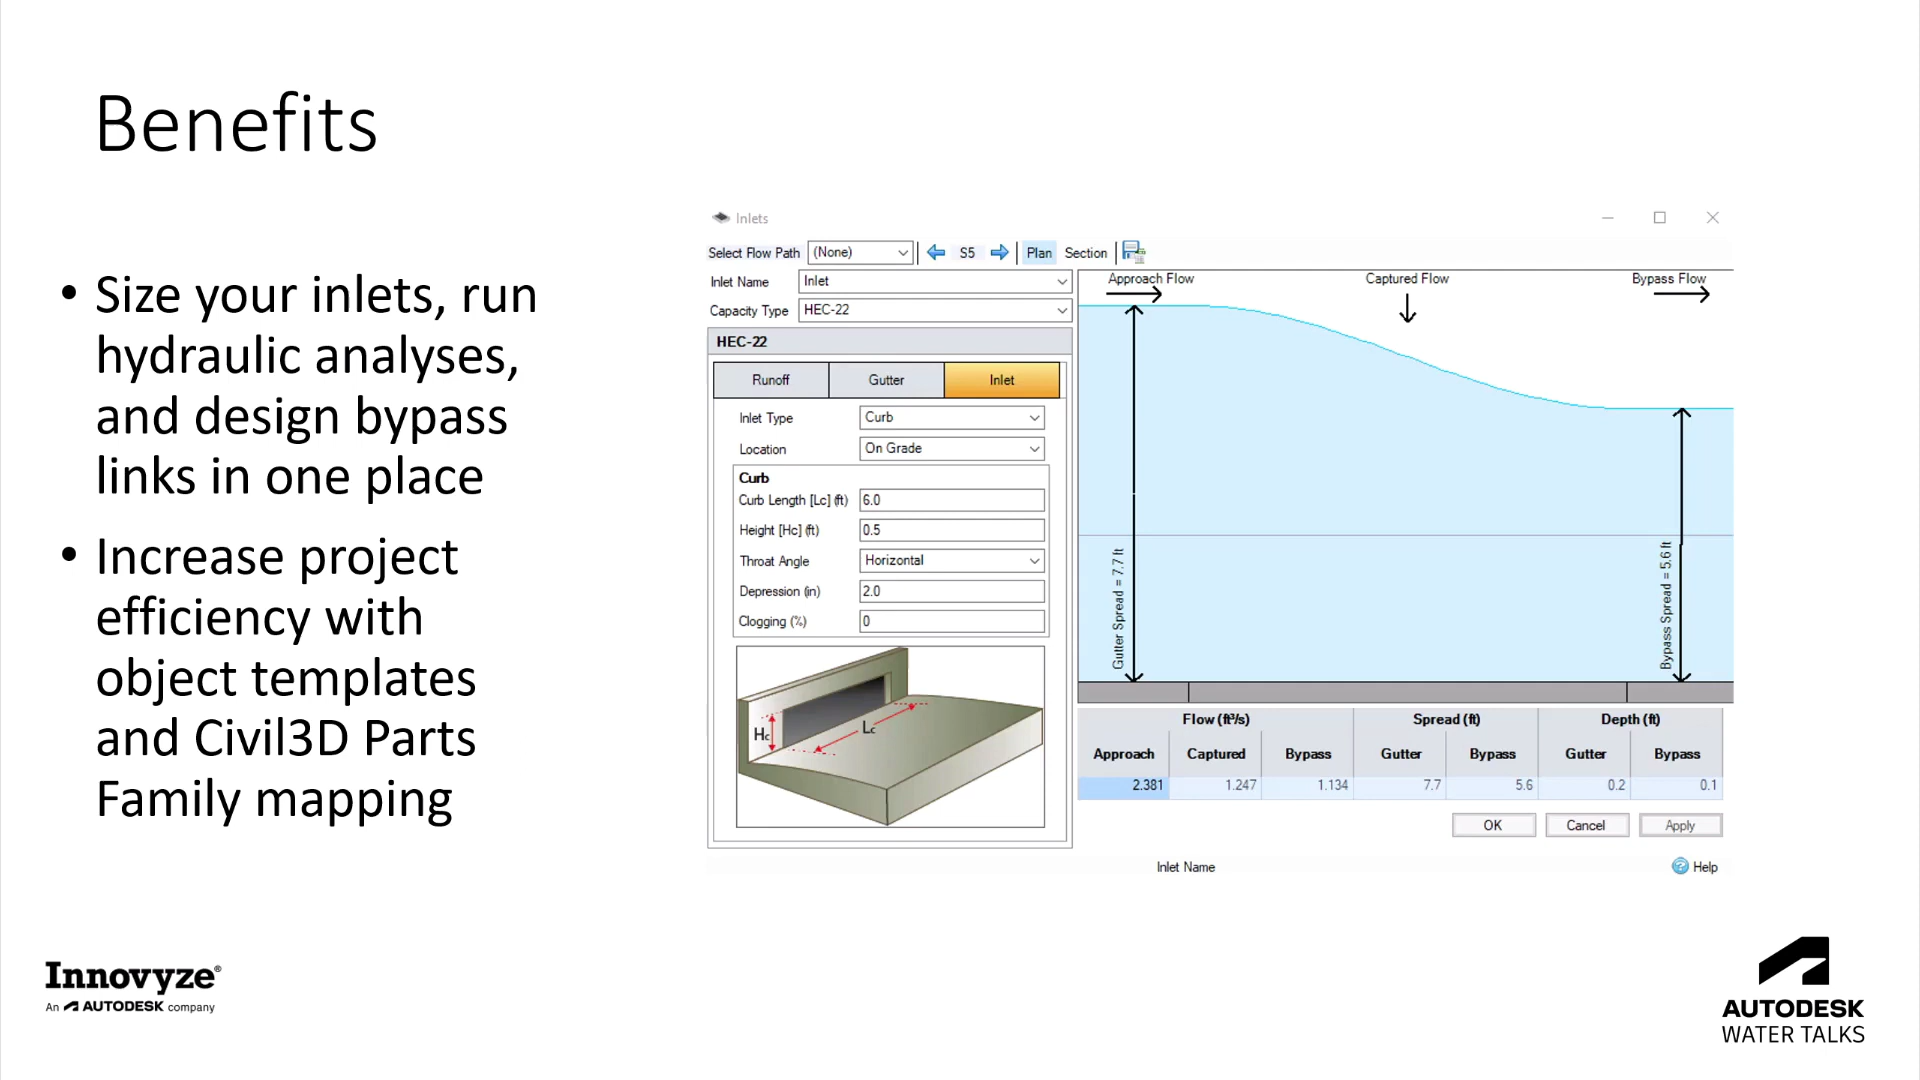 Benefits
• Size your inlets, run
hydraulic analyses,
and design bypass
links in one place
• Increase project
efficiency with
object templates
and Civil3D Parts
Family mapping
Inlets
Select Flow Path (None) S5 Plan Section
Inlet Name Inlet
Capacity Type HEC-22
HEC-22
Runoff Gutter Inlet
Inlet Type Curb
Location On Grade
Curb
Curb Length [Lc] (ft) 6.0
Height [Hc] (ft) 0.5
Throat Angle Horizontal
Depression (in) 2.0
Clogging (%) 0
Hc Lc
Approach Flow Captured Flow Bypass Flow
Gutter Spread = 7.7 ft
Bypass Spread = 5.6 ft
Flow (ft³/s) Spread (ft) Depth (ft)
Approach Captured Bypass Gutter Bypass Gutter Bypass
2.381 1.247 1.134 7.7 5.6 0.2 0.1
OK Cancel Apply
Inlet Name Help
Innovyze®
An AUTODESK company
AUTODESK
WATER TALKS